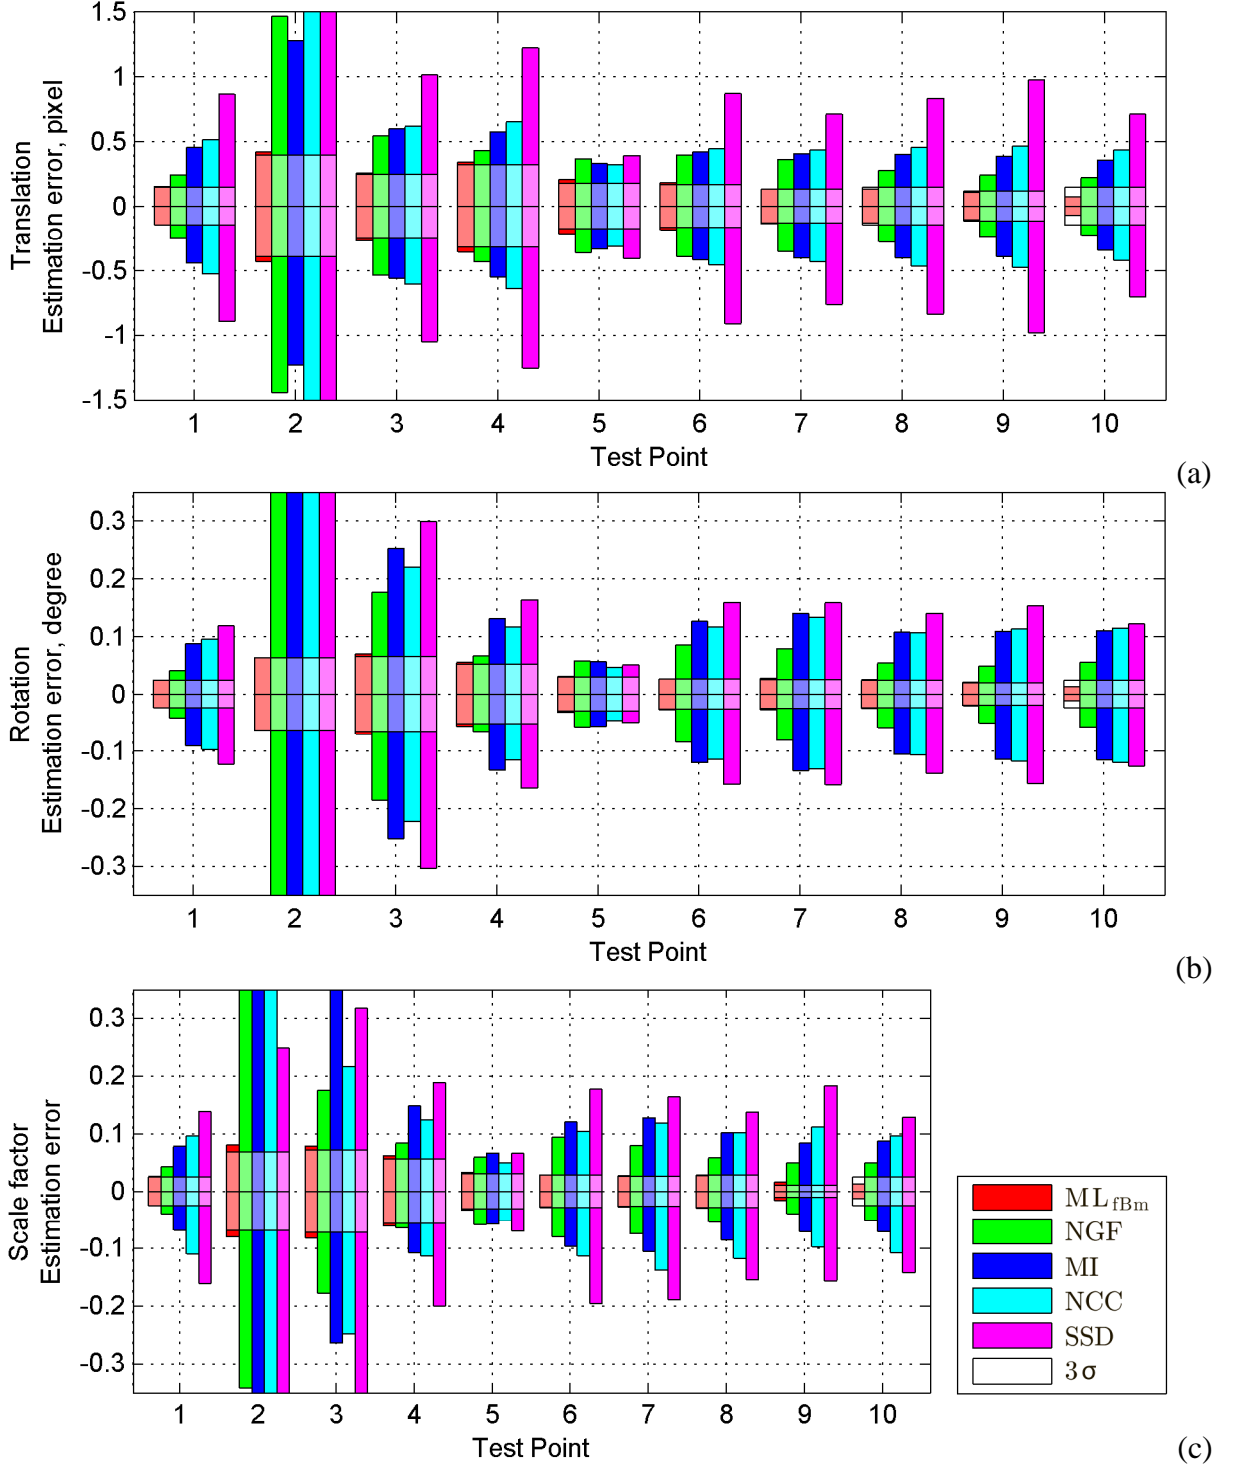 1.5
1
0.5
0
-0.5
-1
-1.5
Translation
Estimation error, pixel
1 2 3 4 5 6 7 8 9 10
Test Point
(a)
0.3
0.2
0.1
0
-0.1
-0.2
-0.3
Rotation
Estimation error, degree
1 2 3 4 5 6 7 8 9 10
Test Point
(b)
0.3
0.2
0.1
0
-0.1
-0.2
-0.3
Scale factor
Estimation error
1 2 3 4 5 6 7 8 9 10
Test Point
(c)
ML fBm
NGF
MI
NCC
SSD
3σ